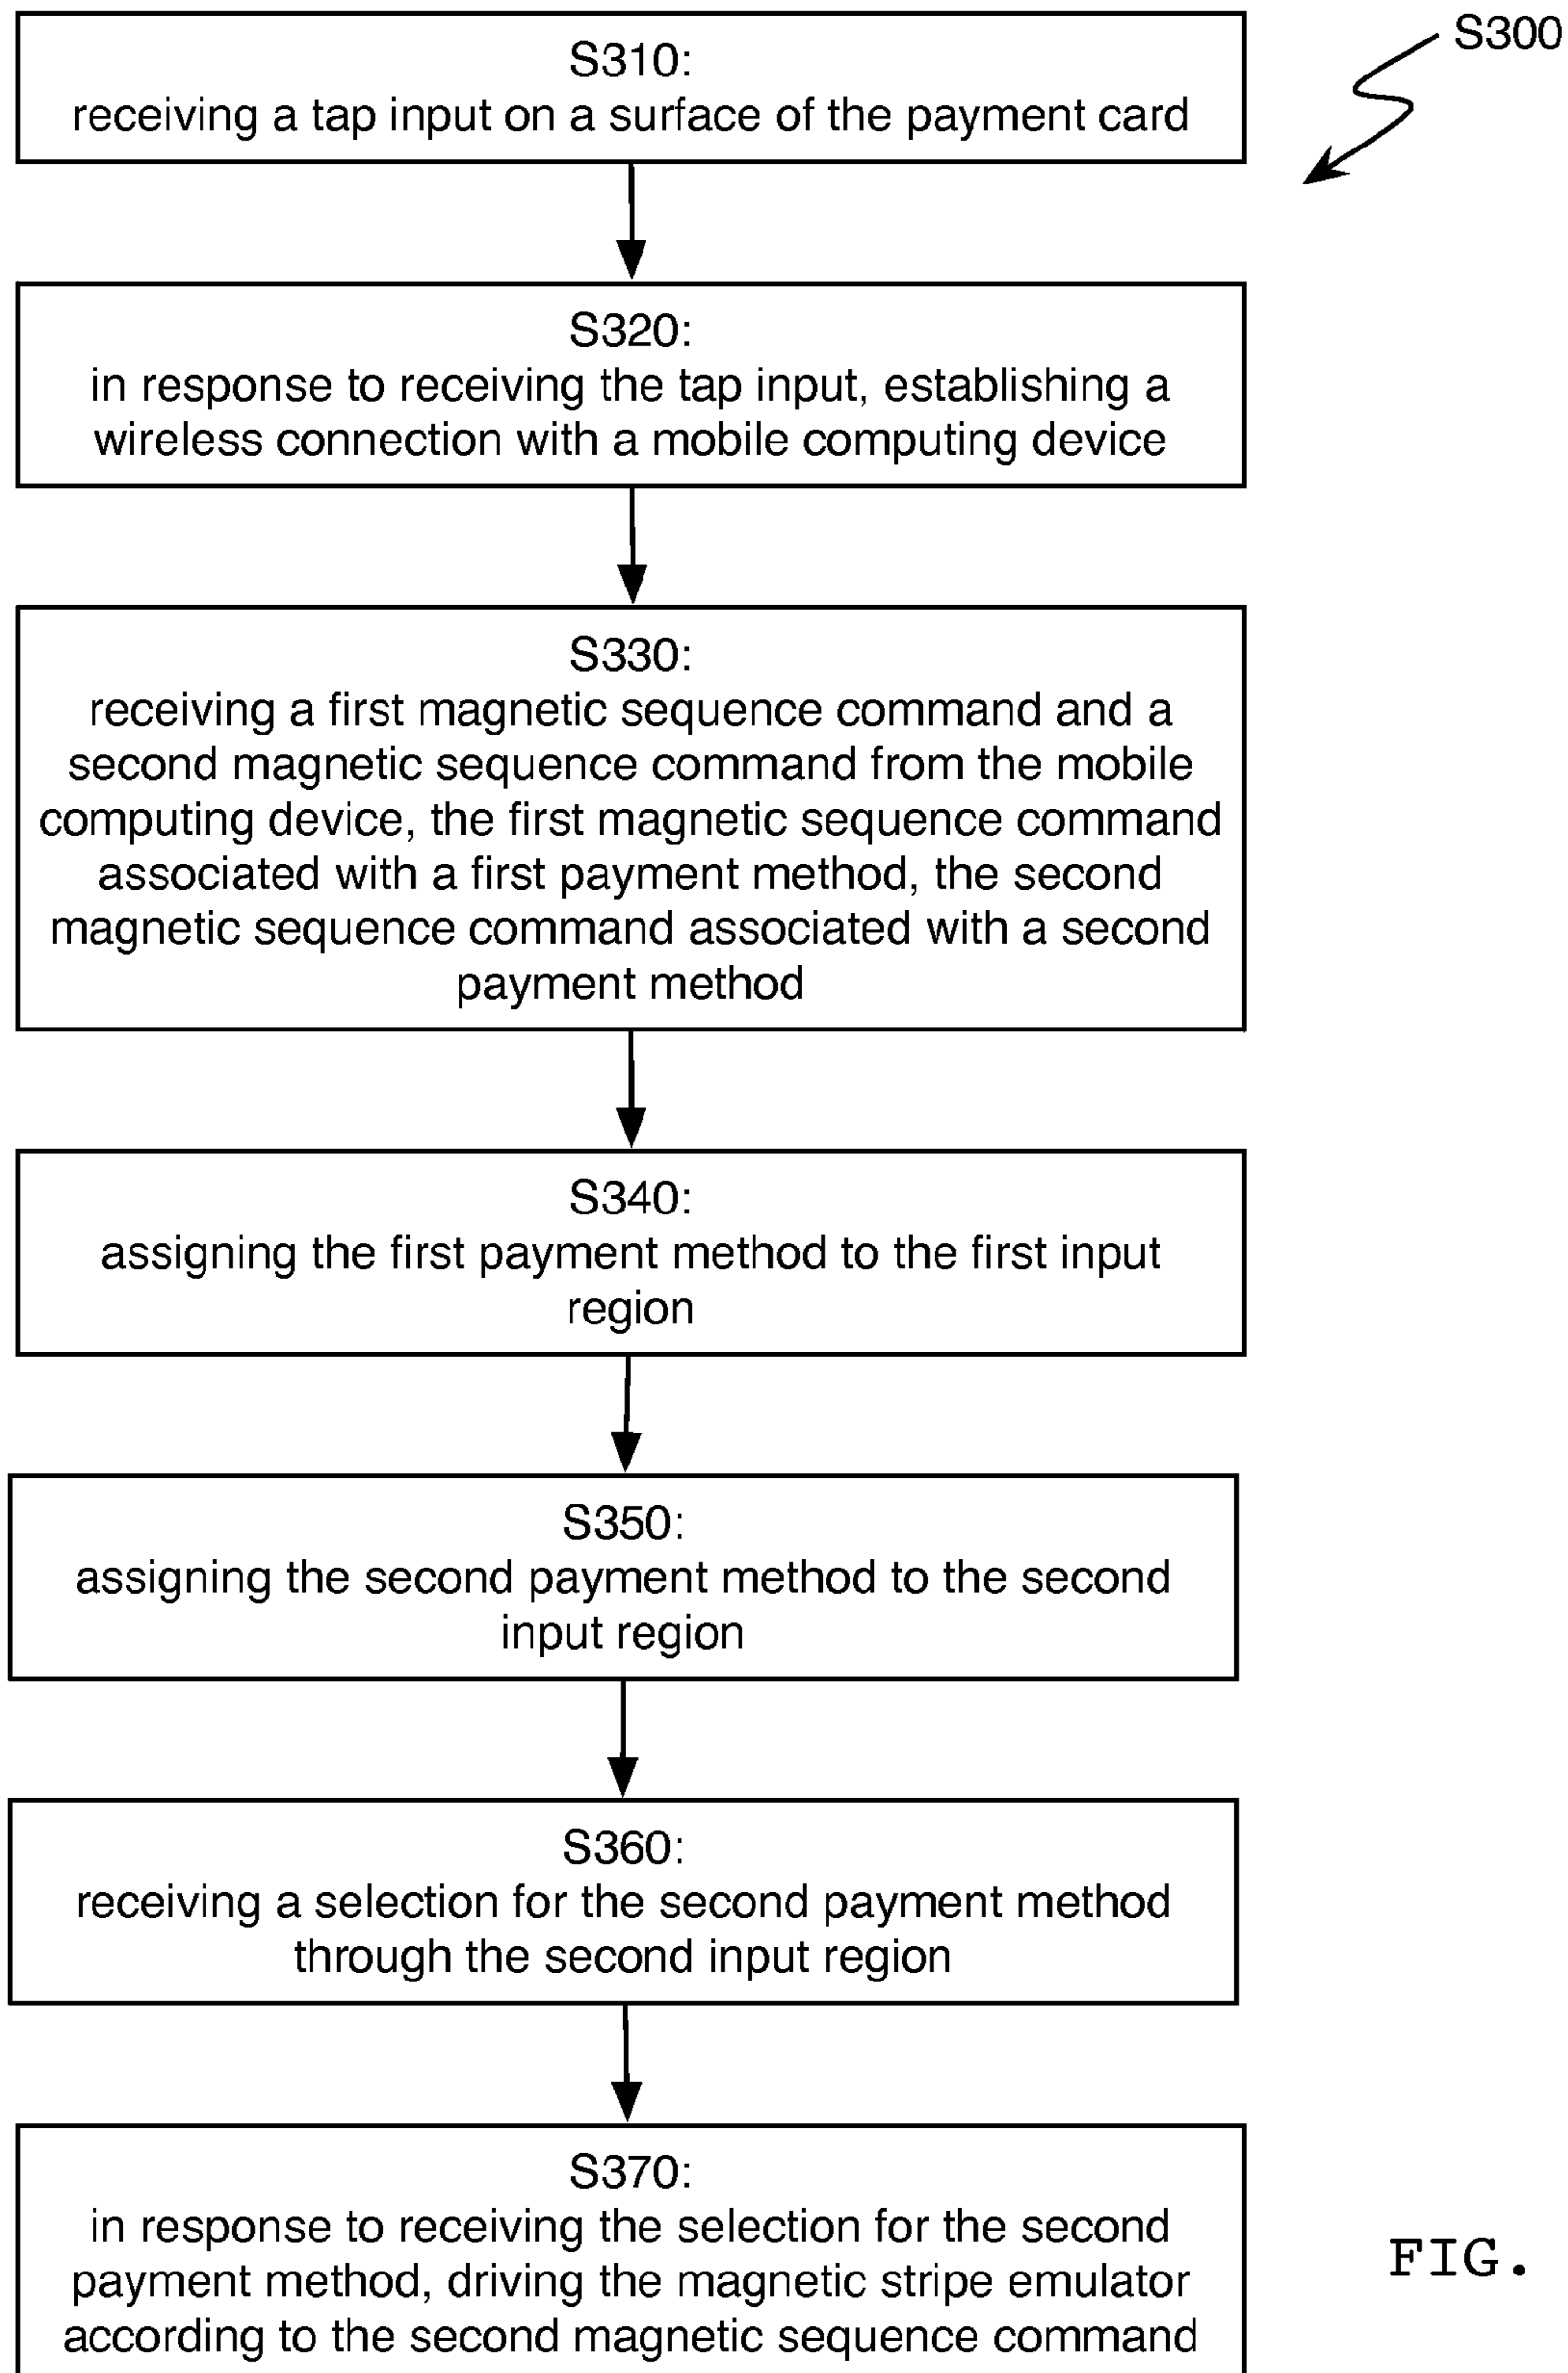 S300
S310:
receiving a tap input on a surface of the payment card
S320:
in response to receiving the tap input, establishing a
wireless connection with a mobile computing device
S330:
receiving a first magnetic sequence command and a
second magnetic sequence command from the mobile
computing device, the first magnetic sequence command
associated with a first payment method, the second
magnetic sequence command associated with a second
payment method
S340:
assigning the first payment method to the first input
region
S350:
assigning the second payment method to the second
input region
S360:
receiving a selection for the second payment method
through the second input region
S370:
in response to receiving the selection for the second
payment method, driving the magnetic stripe emulator
according to the second magnetic sequence command
FIG.